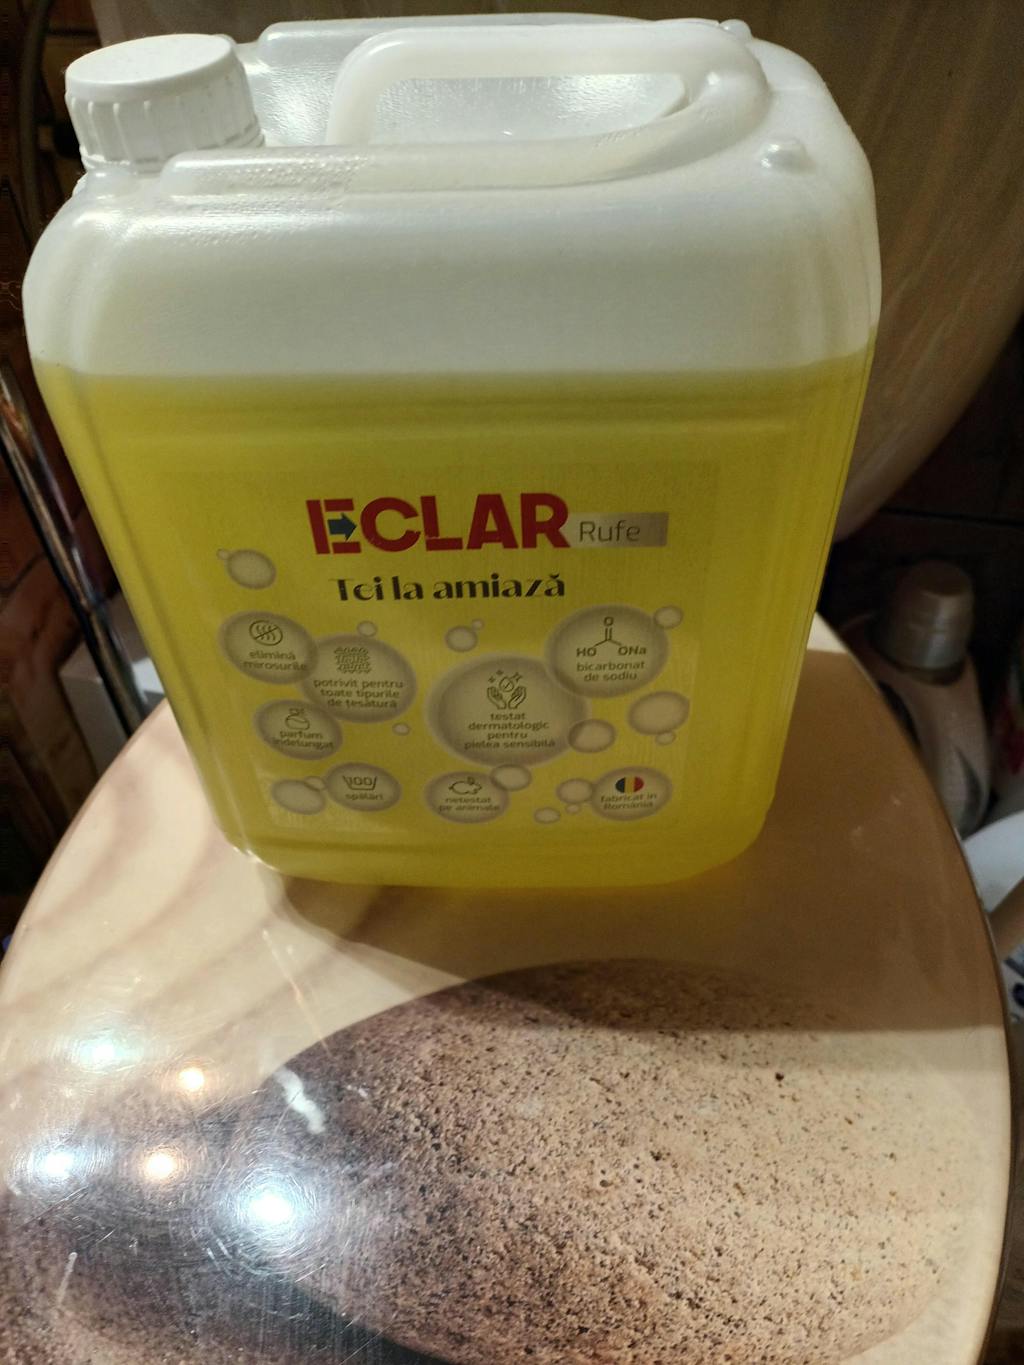 ECLAR Rufe
Tei la amiază
elimină
mirosurile
potrivit pentru
toate tipurile
de țesătură
parfum
îndelungat
100
spălări
testat
dermatologic
pentru
pielea sensibilă
netestat
pe animale
O
HO ONa
bicarbonat
de sodiu
fabricat în
România